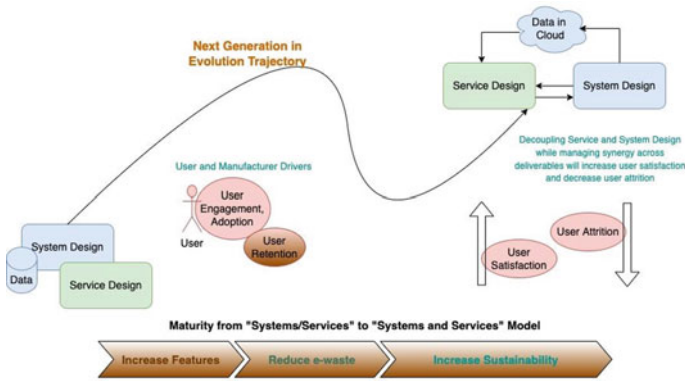 Data in
Cloud
Next Generation in
Evolution Trajectory
Service Design
System Design
Decoupling Service and System Design
while managing synergy across
deliverables will increase user satisfaction
and decrease user attrition
User and Manufacturer Drivers
User
Engagement,
Adoption
User
User
Retention
System Design
Data
Service Design
User Attrition
User
Satisfaction
Maturity from "Systems/Services" to "Systems and Services" Model
Increase Features
Reduce e-waste
Increase Sustainability